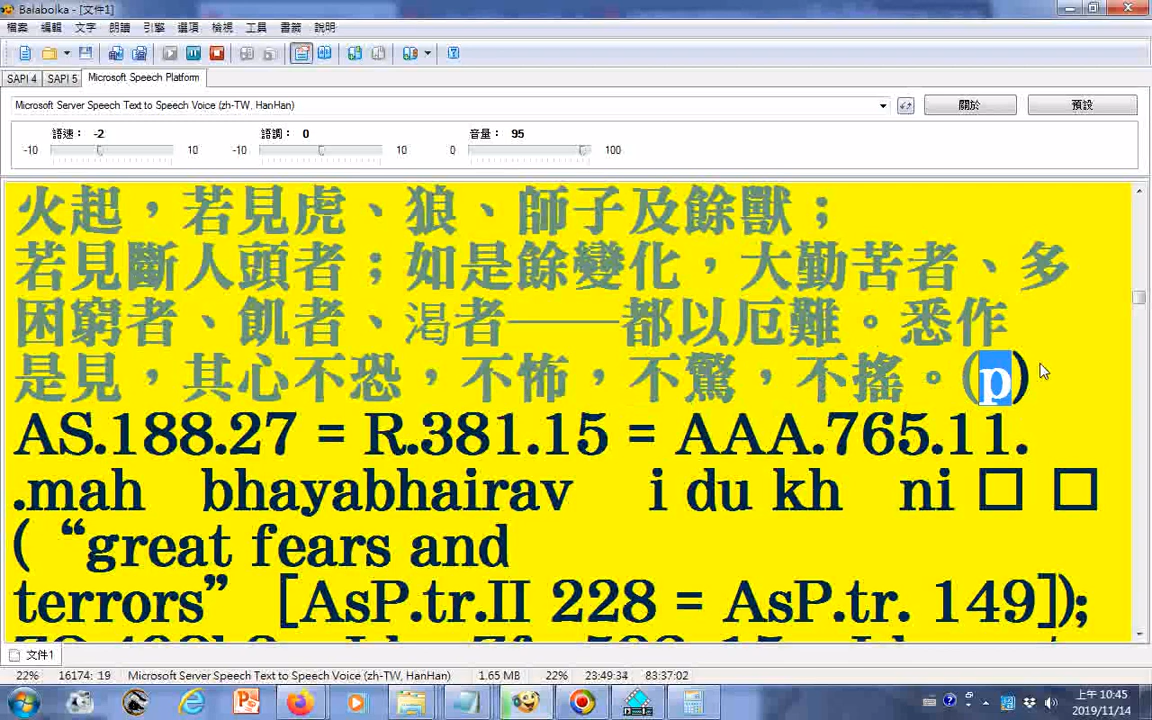 Balabolka - [文件1]
檔案 編輯 文字 朗讀 引擎 選項 檢視 工具 書籤 說明
SAPI 4 SAPI 5 Microsoft Speech Platform
Microsoft Server Speech Text to Speech Voice (zh-TW, HanHan) 關於 預設
語速： -2 語調： 0 音量： 95
-10 10 -10 10 0 100
火起，若見虎、狼、師子及餘獸；
若見斷人頭者；如是餘變化，大勤苦者、多
困窮者、飢者、渴者——都以厄難。悉作
是見，其心不恐，不怖，不驚，不搖。(p)
AS.188.27 = R.381.15 = AAA.765.11.
.mah bhayabhairav i du kh ni □ □
( “great fears and
terrors” [AsP.tr.II 228 = AsP.tr. 149]);
文件1
22% 16174: 19 Microsoft Server Speech Text to Speech Voice (zh-TW, HanHan) 1.65 MB 22% 23:49:34 83:37:02
上午 10:45
2019/11/14